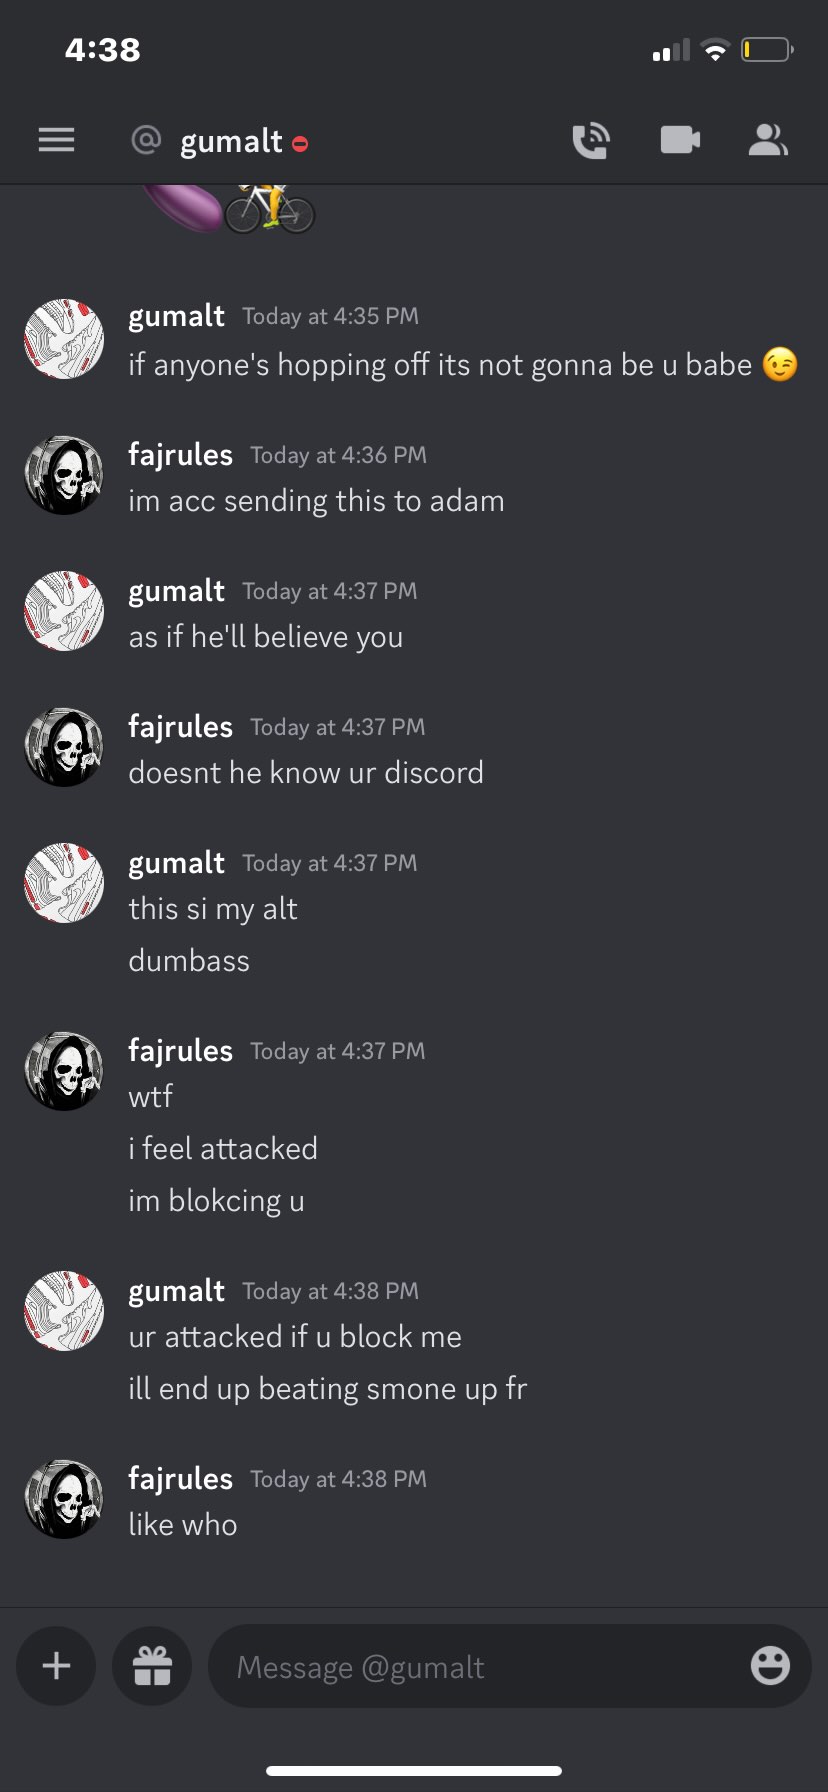 4:38
@ gumalt
gumalt Today at 4:35 PM
if anyone's hopping off its not gonna be u babe 😉
fajrules Today at 4:36 PM
im acc sending this to adam
gumalt Today at 4:37 PM
as if he'll believe you
fajrules Today at 4:37 PM
doesnt he know ur discord
gumalt Today at 4:37 PM
this si my alt
dumbass
fajrules Today at 4:37 PM
wtf
i feel attacked
im blokcing u
gumalt Today at 4:38 PM
ur attacked if u block me
ill end up beating smone up fr
fajrules Today at 4:38 PM
like who
Message @gumalt